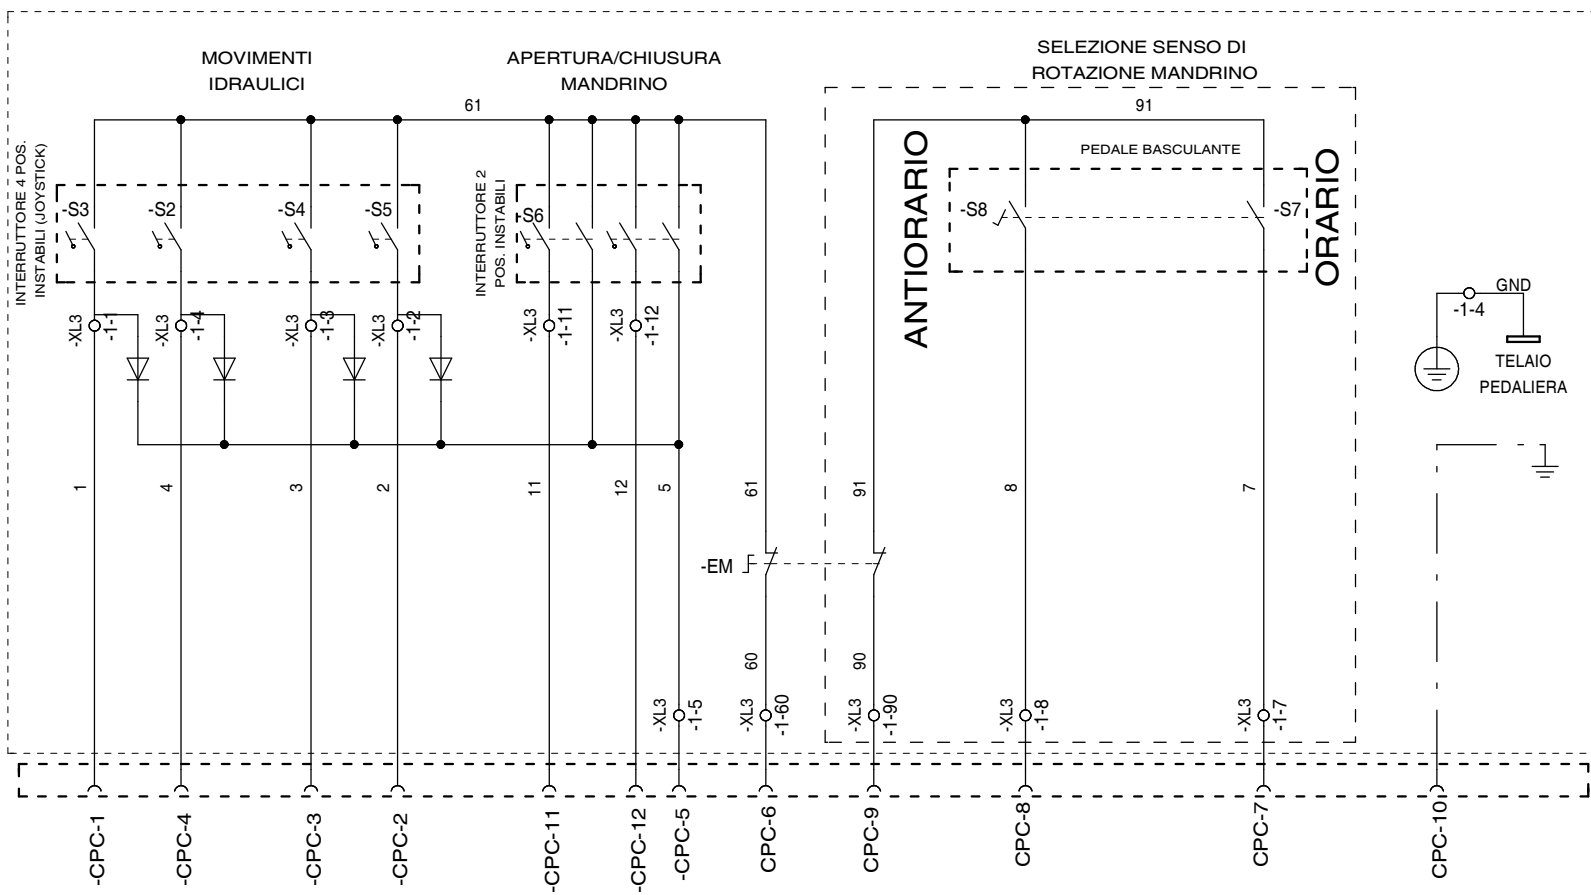 MOVIMENTI
IDRAULICI
APERTURA/CHIUSURA
MANDRINO
SELEZIONE SENSO DI
ROTAZIONE MANDRINO
61
91
INTERRUTTORE 4 POS.
INSTABILI (JOYSTICK)
INTERRUTTORE 2
POS. INSTABILI
ANTIORARIO
PEDALE BASCULANTE
ORARIO
-S3
-S2
-S4
-S5
-S6
-S8
-S7
-XL3
-1-1
-XL3
-1-4
-XL3
-1-3
-XL3
-1-2
-XL3
-1-11
-XL3
-1-12
GND
-1-4
TELAIO
PEDALIERA
1
4
3
2
11
12
5
61
91
8
7
-EM
60
90
-XL3
-1-5
-XL3
-1-60
-XL3
-1-90
-XL3
-1-8
-XL3
-1-7
-CPC-1
-CPC-4
-CPC-3
-CPC-2
-CPC-11
-CPC-12
-CPC-5
CPC-6
CPC-9
CPC-8
CPC-7
CPC-10